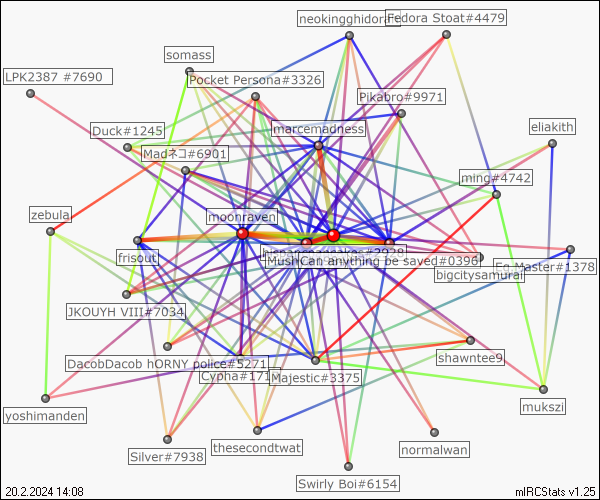 neokingghidora
Fedora Stoat#4479
somass
Pocket Persona#3326
LPK2387 #7690
Pikabro#9971
Duck#1245
marcemadness
eliakith
Madネコ#6901
ming#4742
zebula
moonraven
frisout
MushCan anything be saved#0396
Eg Master#1378
bigcitysamurai
JKOUYH VIII#7034
shawntee9
DacobDacob hORNY police#5271
Cypha#171
Majestic#3375
mukszi
yoshimanden
thesecondtwat
normalwan
Silver#7938
Swirly Boi#6154
20.2.2024 14:08
mIRCStats v1.25